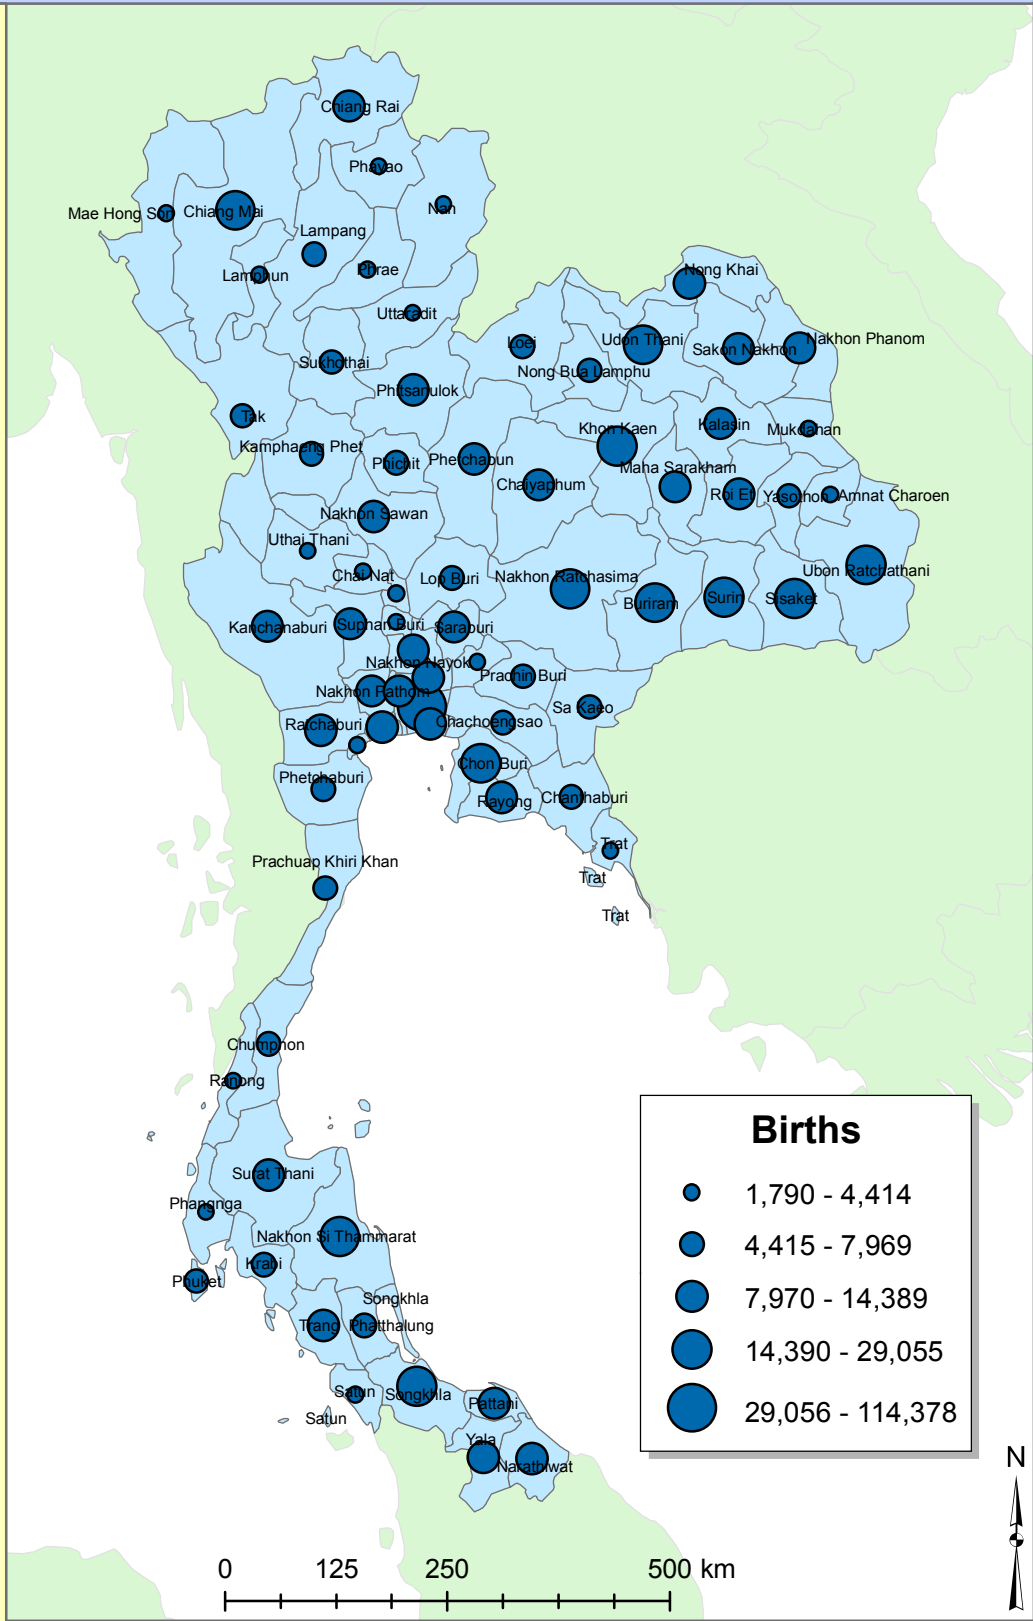 Chiang Rai
Phayao
Nan
Mae Hong Son
Chiang Mai
Lampang
Lamphun
Phrae
Uttaradit
Nong Khai
Loei
Udon Thani
Sakon Nakhon
Nakhon Phanom
Nong Bua Lamphu
Sukhothai
Phitsanulok
Tak
Khon Kaen
Kalasin
Mukdahan
Kamphaeng Phet
Phichit
Phetchabun
Maha Sarakham
Chaiyaphum
Roi Et
Yasothon
Amnat Charoen
Nakhon Sawan
Uthai Thani
Chai Nat
Lop Buri
Nakhon Ratchasima
Ubon Ratchathani
Buriram
Surin
Sisaket
Kanchanaburi
Suphan Buri
Saraburi
Nakhon Nayok
Prachin Buri
Nakhon Pathom
Sa Kaeo
Ratchaburi
Chachoengsao
Chon Buri
Phetchaburi
Rayong
Chanthaburi
Trat
Prachuap Khiri Khan
Trat
Trat
Chumphon
Ranong
Surat Thani
Phangnga
Nakhon Si Thammarat
Krabi
Phuket
Songkhla
Trang
Phatthalung
Satun
Songkhla
Pattani
Satun
Yala
Narathiwat
Births
1,790 - 4,414
4,415 - 7,969
7,970 - 14,389
14,390 - 29,055
29,056 - 114,378
N
0 125 250 500 km